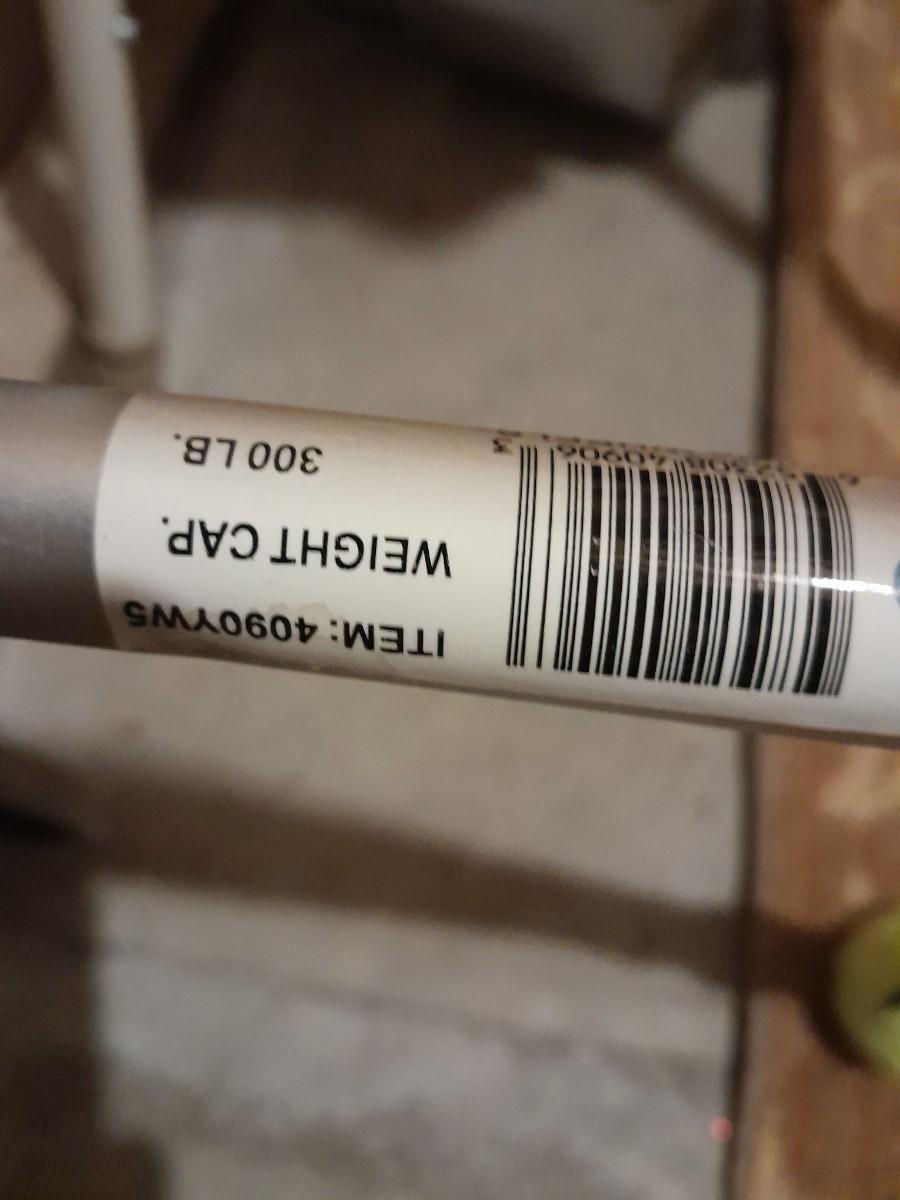 ITEM: 4090YW5
WEIGHT CAP.
300 LB.